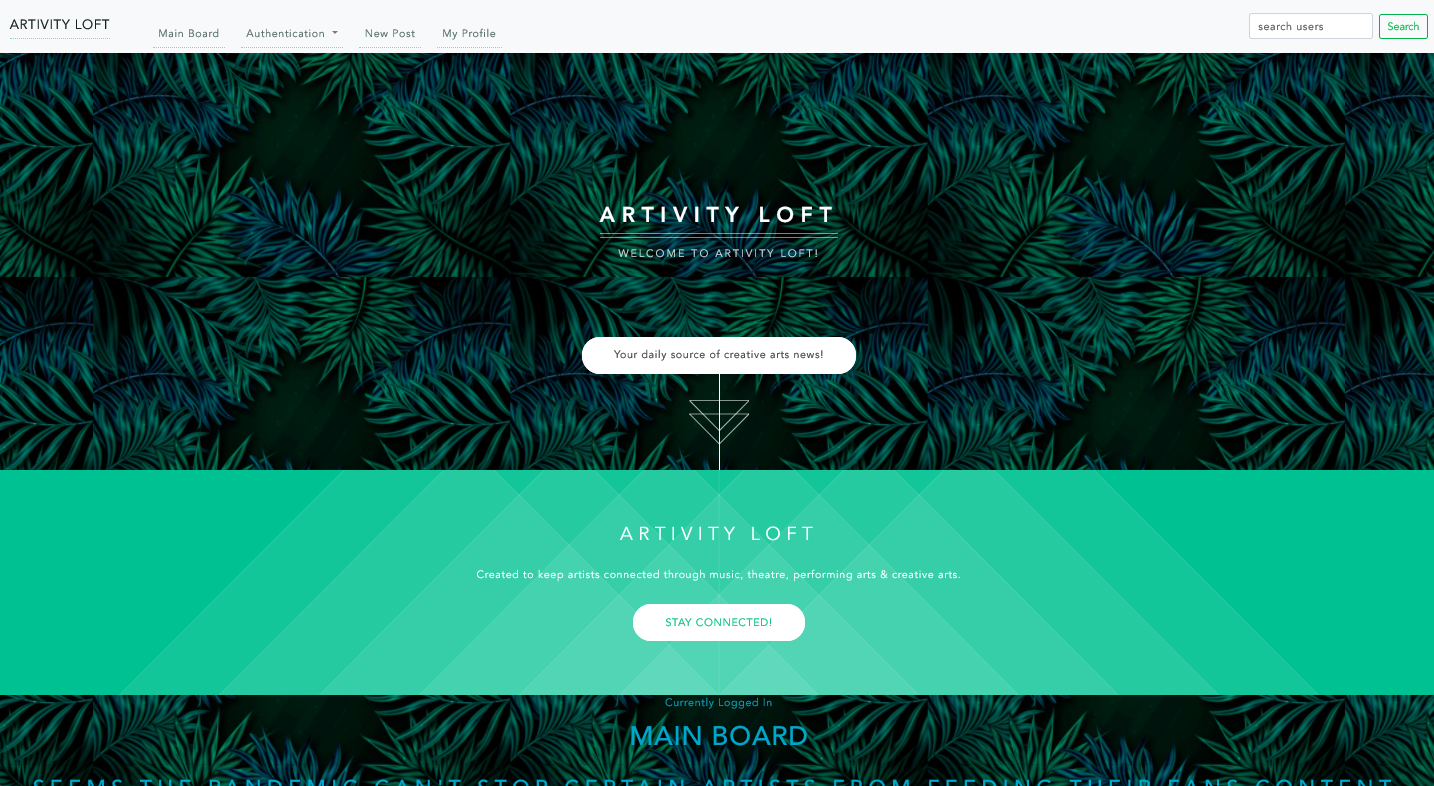 ARTIVITY LOFT
Main Board Authentication New Post My Profile
search users Search
ARTIVITY LOFT
WELCOME TO ARTIVITY LOFT!
Your daily source of creative arts news!
ARTIVITY LOFT
Created to keep artists connected through music, theatre, performing arts & creative arts.
STAY CONNECTED!
Currently Logged In
MAIN BOARD
SEEMS THE PANDEMIC CAN'T STOP CERTAIN ARTISTS FROM FEEDING THEIR FANS CONTENT